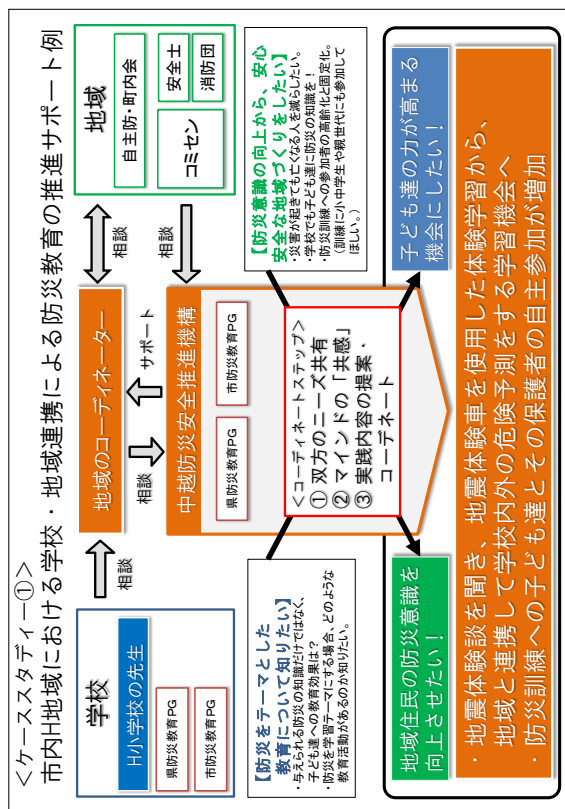 <ケーススタディー①>
市内H地域における学校・地域連携による防災教育の推進サポート例
学校
H小学校の先生
県防災教育PG
市防災教育PG
相談
地域のコーディネーター
相談
サポート
中越防災安全推進機構
県防災教育PG
市防災教育PG
相談
相談
地域
自主防・町内会
コミセン
安全士
消防団
【防災をテーマとした
教育について知りたい】
・与えられる防災の知識だけではなく、
子ども達への教育効果は?
・防災を学習テーマにする場合、どのような
教育活動があるのか知りたい。
<コーディネートステップ>
① 双方のニーズ共有
② マインドの「共感」
③ 実践内容の提案・
コーデネート
【防災意識の向上から、安心
安全な地域づくりをしたい】
・災害が起きても亡くなる人を減らしたい。
・学校でも子ども達に防災の知識を!
・防災訓練への参加者の高齢化と固定化。
(訓練に小中学生や親世代にも参加して
ほしい。)
地域住民の防災意識を
向上させたい!
子ども達の力が高まる
機会にしたい!
・地震体験談を聞き、地震体験車を使用した体験学習から、
地域と連携して学校内外の危険予測をする学習機会へ
・防災訓練への子ども達とその保護者の自主参加が増加